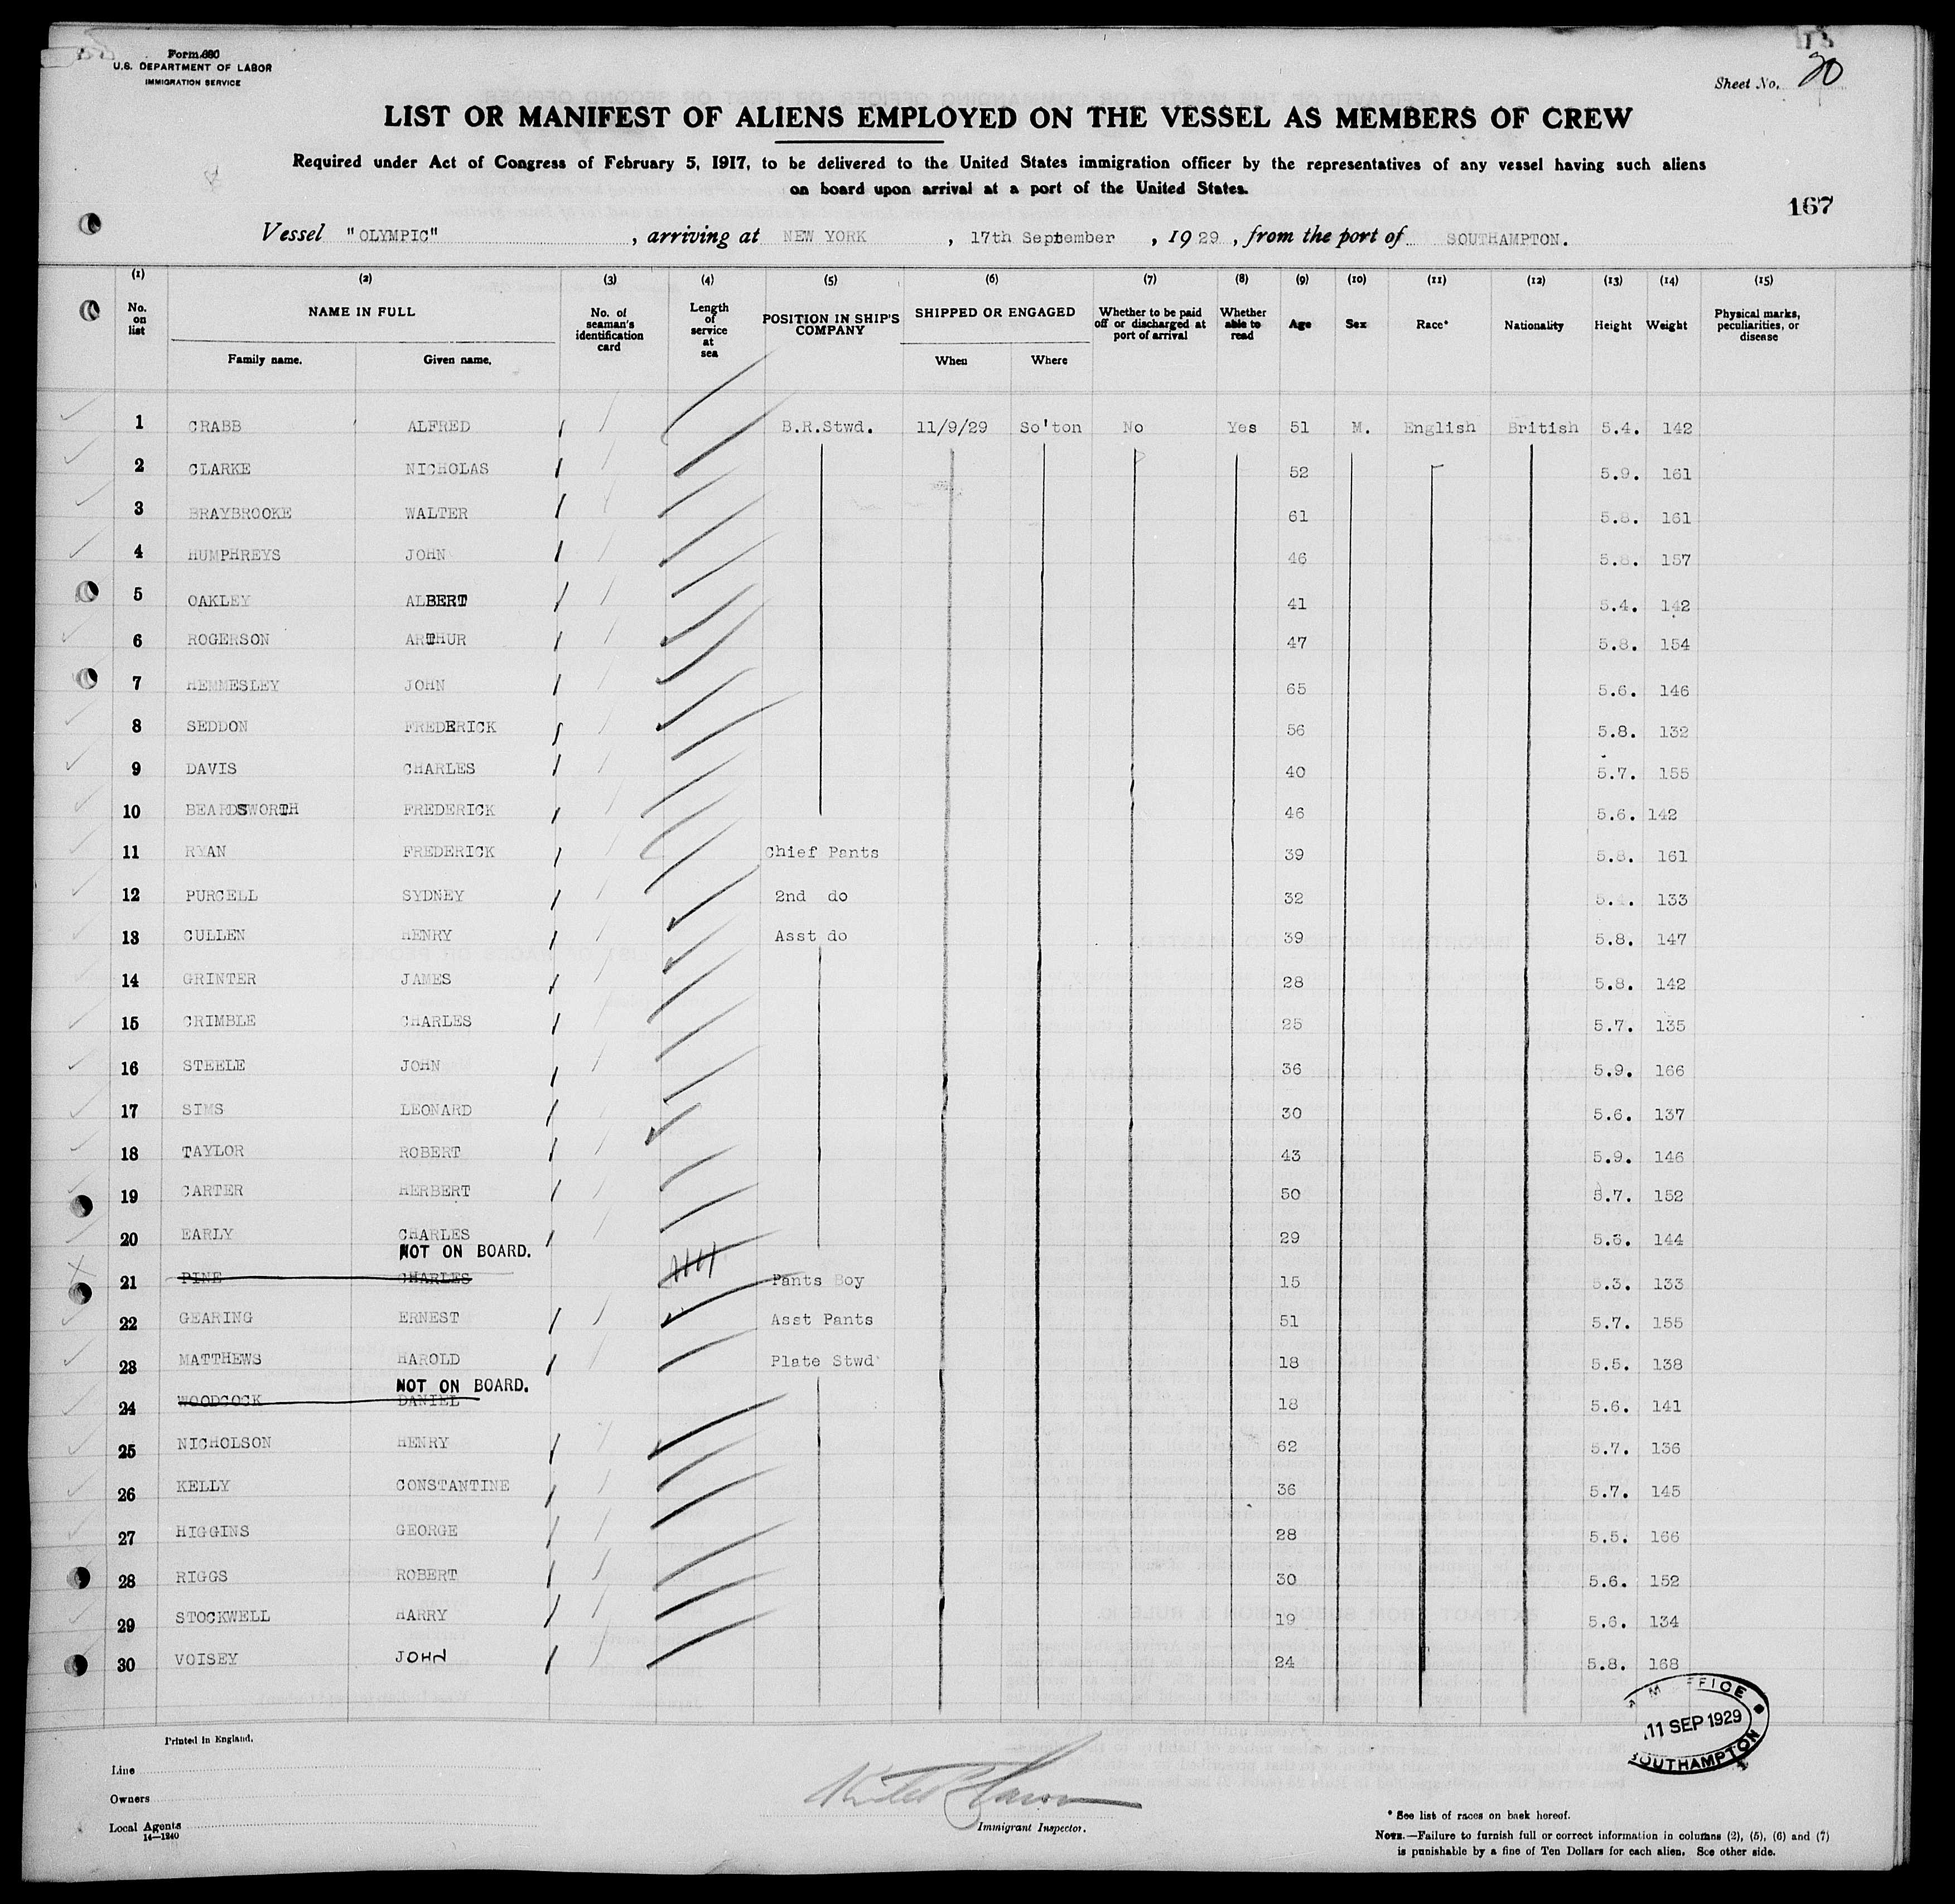 Form 680
U.S. DEPARTMENT OF LABOR
IMMIGRATION SERVICE
Sheet No. 20
LIST OR MANIFEST OF ALIENS EMPLOYED ON THE VESSEL AS MEMBERS OF CREW
Required under Act of Congress of February 5, 1917, to be delivered to the United States immigration officer by the representatives of any vessel having such aliens
on board upon arrival at a port of the United States.
167
Vessel "OLYMPIC", arriving at NEW YORK, 17th September, 1929, from the port of SOUTHAMPTON.
(1) (2) (3) (4) (5) (6) (7) (8) (9) (10) (11) (12) (13) (14) (15)
No. on list NAME IN FULL No. of seaman's identification card Length of service at sea POSITION IN SHIP'S COMPANY SHIPPED OR ENGAGED Whether to be paid off or discharged at port of arrival Whether able to read Age Sex Race* Nationality Height Weight Physical marks, peculiarities, or disease
Family name. Given name. When Where
1 CRABB ALFRED B.R.Stwd. 11/9/29 So'ton No Yes 51 M. English British 5.4. 142
2 CLARKE NICHOLAS 52 5.9. 161
3 BRAYBROOKE WALTER 61 5.8. 161
4 HUMPHREYS JOHN 46 5.8. 157
5 OAKLEY ALBERT 41 5.4. 142
6 ROGERSON ARTHUR 47 5.8. 154
7 HEMMESLEY JOHN 65 5.6. 146
8 SEDDON FREDERICK 56 5.8. 132
9 DAVIS CHARLES 40 5.7. 155
10 BEARDSWORTH FREDERICK 46 5.6. 142
11 RYAN FREDERICK Chief Pants 39 5.8. 161
12 PURCELL SYDNEY 2nd do 32 5.4. 133
13 CULLEN HENRY Asst do 39 5.8. 147
14 GRINTER JAMES 28 5.8. 142
15 CRIMBLE CHARLES 25 5.7. 135
16 STEELE JOHN 36 5.9. 166
17 SIMS LEONARD 30 5.6. 137
18 TAYLOR ROBERT 43 5.9. 146
19 CARTER HERBERT 50 5.7. 152
20 EARLY CHARLES 29 5.3. 144
NOT ON BOARD.
21 PINE CHARLES Pants Boy 15 5.3. 133
22 GEARING ERNEST Asst Pants 51 5.7. 155
23 MATTHEWS HAROLD Plate Stwd 18 5.5. 138
NOT ON BOARD.
24 WOODCOCK DANIEL 18 5.6. 141
25 NICHOLSON HENRY 62 5.7. 136
26 KELLY CONSTANTINE 36 5.7. 145
27 HIGGINS GEORGE 28 5.5. 166
28 RIGGS ROBERT 30 5.6. 152
29 STOCKWELL HARRY 19 5.6. 134
30 VOISEY JOHN 24 5.8. 168
OFFICE
11 SEP 1929
SOUTHAMPTON
Printed in England.
Line
Owners
Local Agents
14—1240
Immigrant Inspector.
* See list of races on back hereof.
NOTE.—Failure to furnish full or correct information in columns (2), (5), (6) and (7)
is punishable by a fine of Ten Dollars for each alien. See other side.